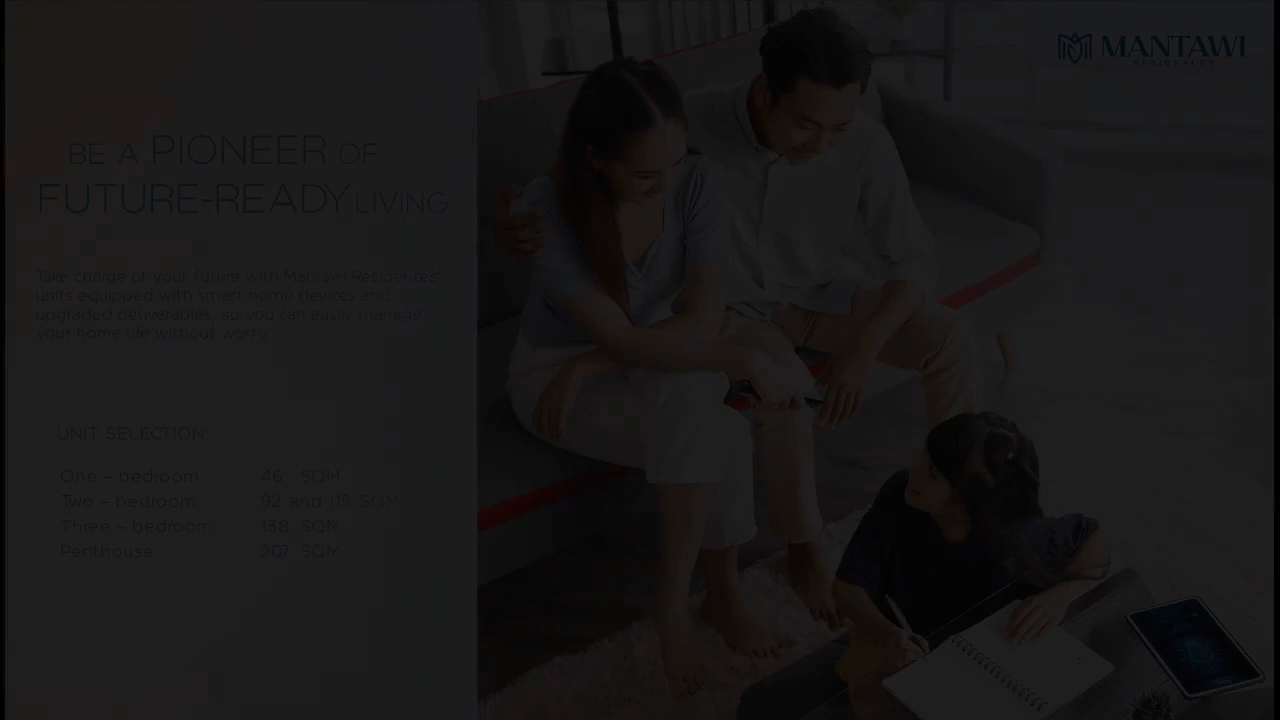 MANTAWI
RESIDENCES
BE A PIONEER OF
FUTURE-READY LIVING
Take charge of your future with Mantawi Residences'
units equipped with smart home devices and
upgraded deliverables, so you can easily manage
your home life without worry.
UNIT SELECTION:
One - bedroom 46 SQM
Two - bedroom 92 and 115 SQM
Three - bedroom 138 SQM
Penthouse 207 SQM